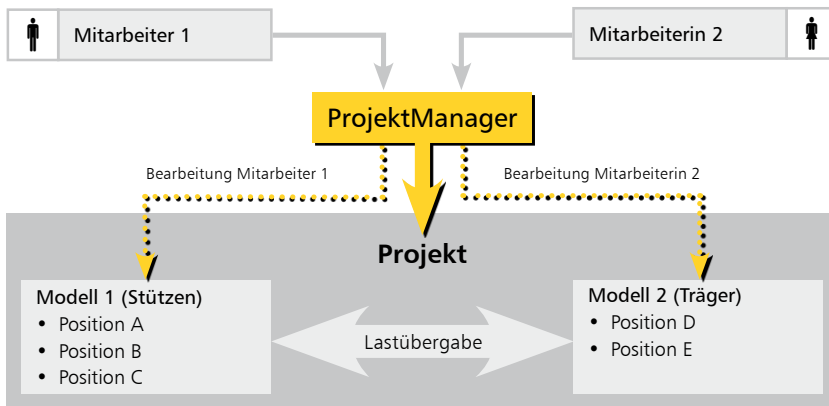 Mitarbeiter 1
Mitarbeiterin 2
ProjektManager
Bearbeitung Mitarbeiter 1
Bearbeitung Mitarbeiterin 2
Projekt
Modell 1 (Stützen)
• Position A
• Position B
• Position C
Lastübergabe
Modell 2 (Träger)
• Position D
• Position E